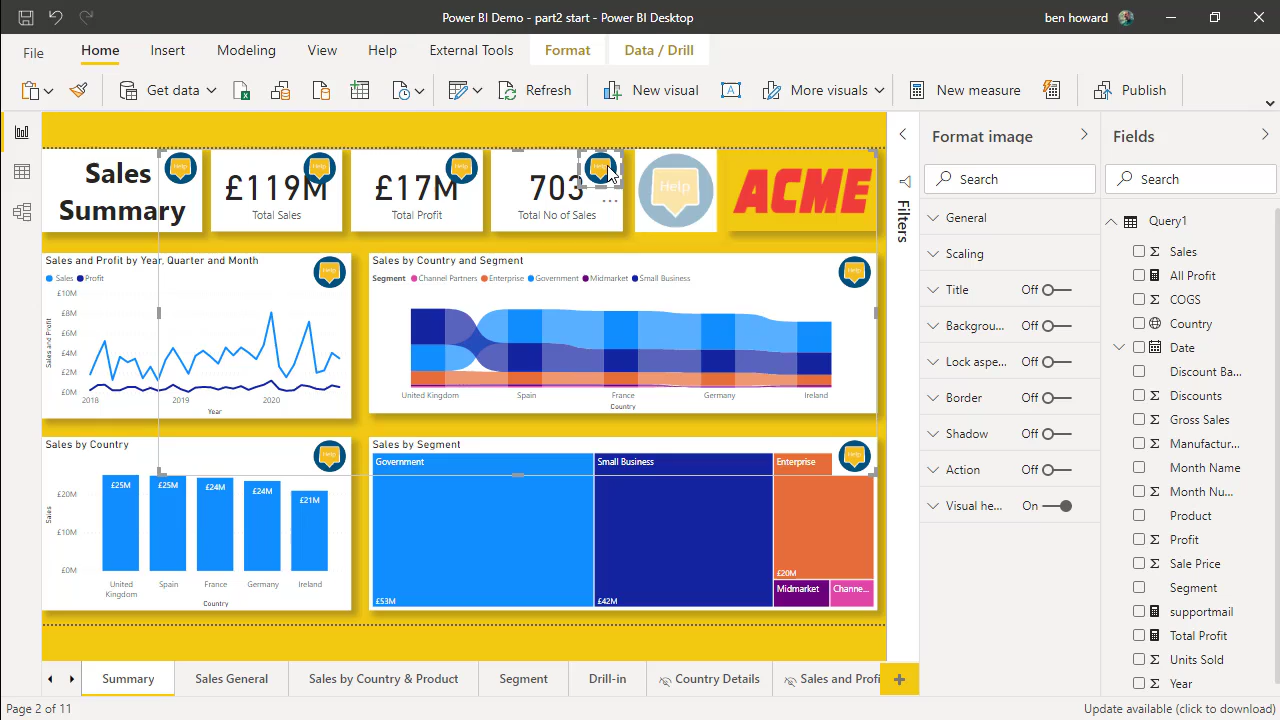 Power BI Demo - part2 start - Power BI Desktop
ben howard
File
Home
Insert
Modeling
View
Help
External Tools
Format
Data / Drill
Get data
Refresh
New visual
More visuals
New measure
Publish
Sales
Summary
Help
£119M
Total Sales
Help
£17M
Total Profit
Help
703
Total No of Sales
Help
Help
ACME
Sales and Profit by Year, Quarter and Month
Help
Sales
Profit
£10M
£8M
£6M
£4M
£2M
£0M
Sales and Profit
2018
2019
2020
Year
Sales by Country and Segment
Help
Segment
Channel Partners
Enterprise
Government
Midmarket
Small Business
United Kingdom
Spain
France
Germany
Ireland
Country
Sales by Country
Help
£20M
£10M
£0M
Sales
£25M
£25M
£24M
£24M
£21M
United
Kingdom
Spain
France
Germany
Ireland
Country
Sales by Segment
Help
Government
£53M
Small Business
£42M
Enterprise
£20M
Midmarket
Channe...
Filters
Format image
Search
General
Scaling
Title
Off
Backgrou...
Off
Lock aspe...
Off
Border
Off
Shadow
Off
Action
Off
Visual he...
On
Fields
Search
Query1
Sales
All Profit
COGS
Country
Date
Discount Ba...
Discounts
Gross Sales
Manufactur...
Month Name
Month Nu...
Product
Profit
Sale Price
Segment
supportmail
Total Profit
Units Sold
Year
Summary
Sales General
Sales by Country & Product
Segment
Drill-in
Country Details
Sales and Profi
Page 2 of 11
Update available (click to download)